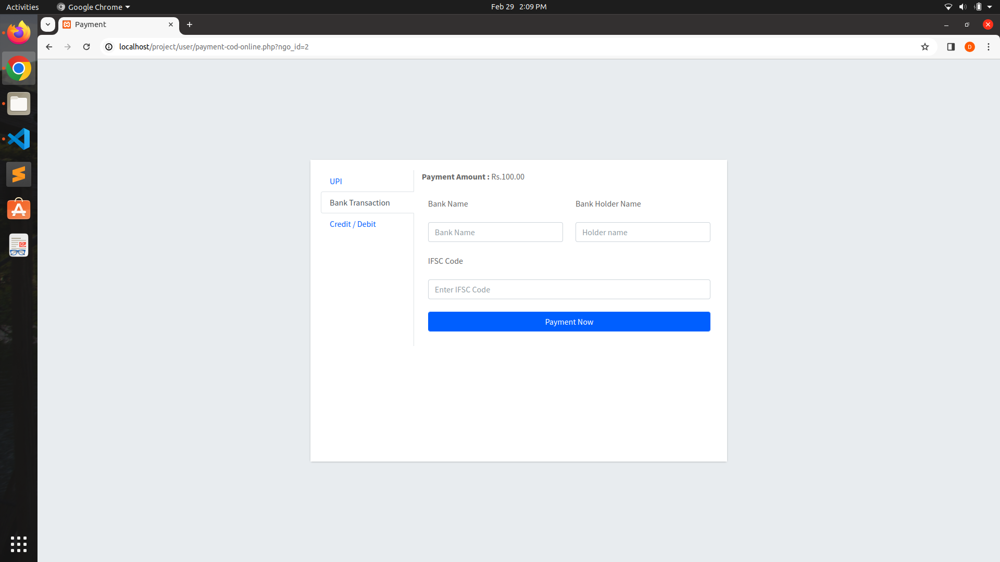 Activities
Google Chrome
Feb 29 2:09 PM
Payment
localhost/project/user/payment-cod-online.php?ngo_id=2
D
UPI
Bank Transaction
Credit / Debit
Payment Amount : Rs.100.00
Bank Name
Bank Holder Name
Bank Name
Holder name
IFSC Code
Enter IFSC Code
Payment Now